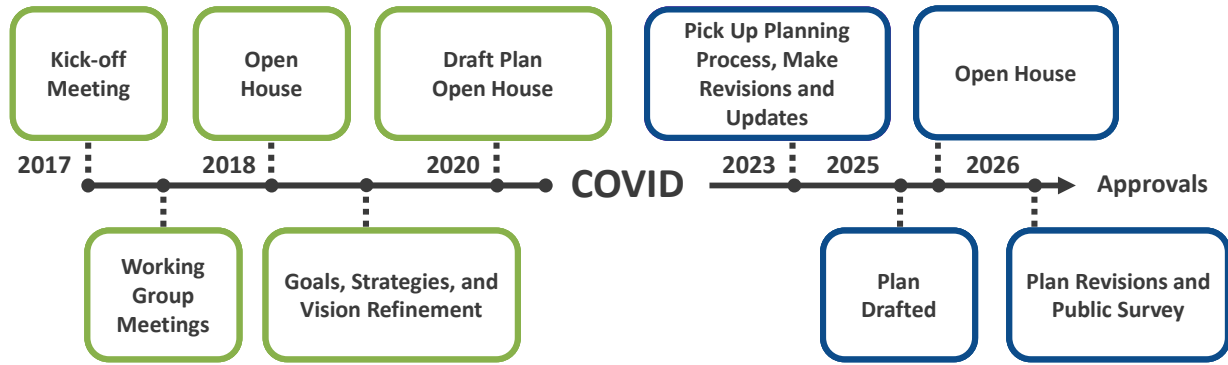 Kick-off
Meeting
Open
House
Draft Plan
Open House
Pick Up Planning
Process, Make
Revisions and
Updates
Open House
2017
2018
2020
COVID
2023
2025
2026
Approvals
Working
Group
Meetings
Goals, Strategies, and
Vision Refinement
Plan
Drafted
Plan Revisions and
Public Survey